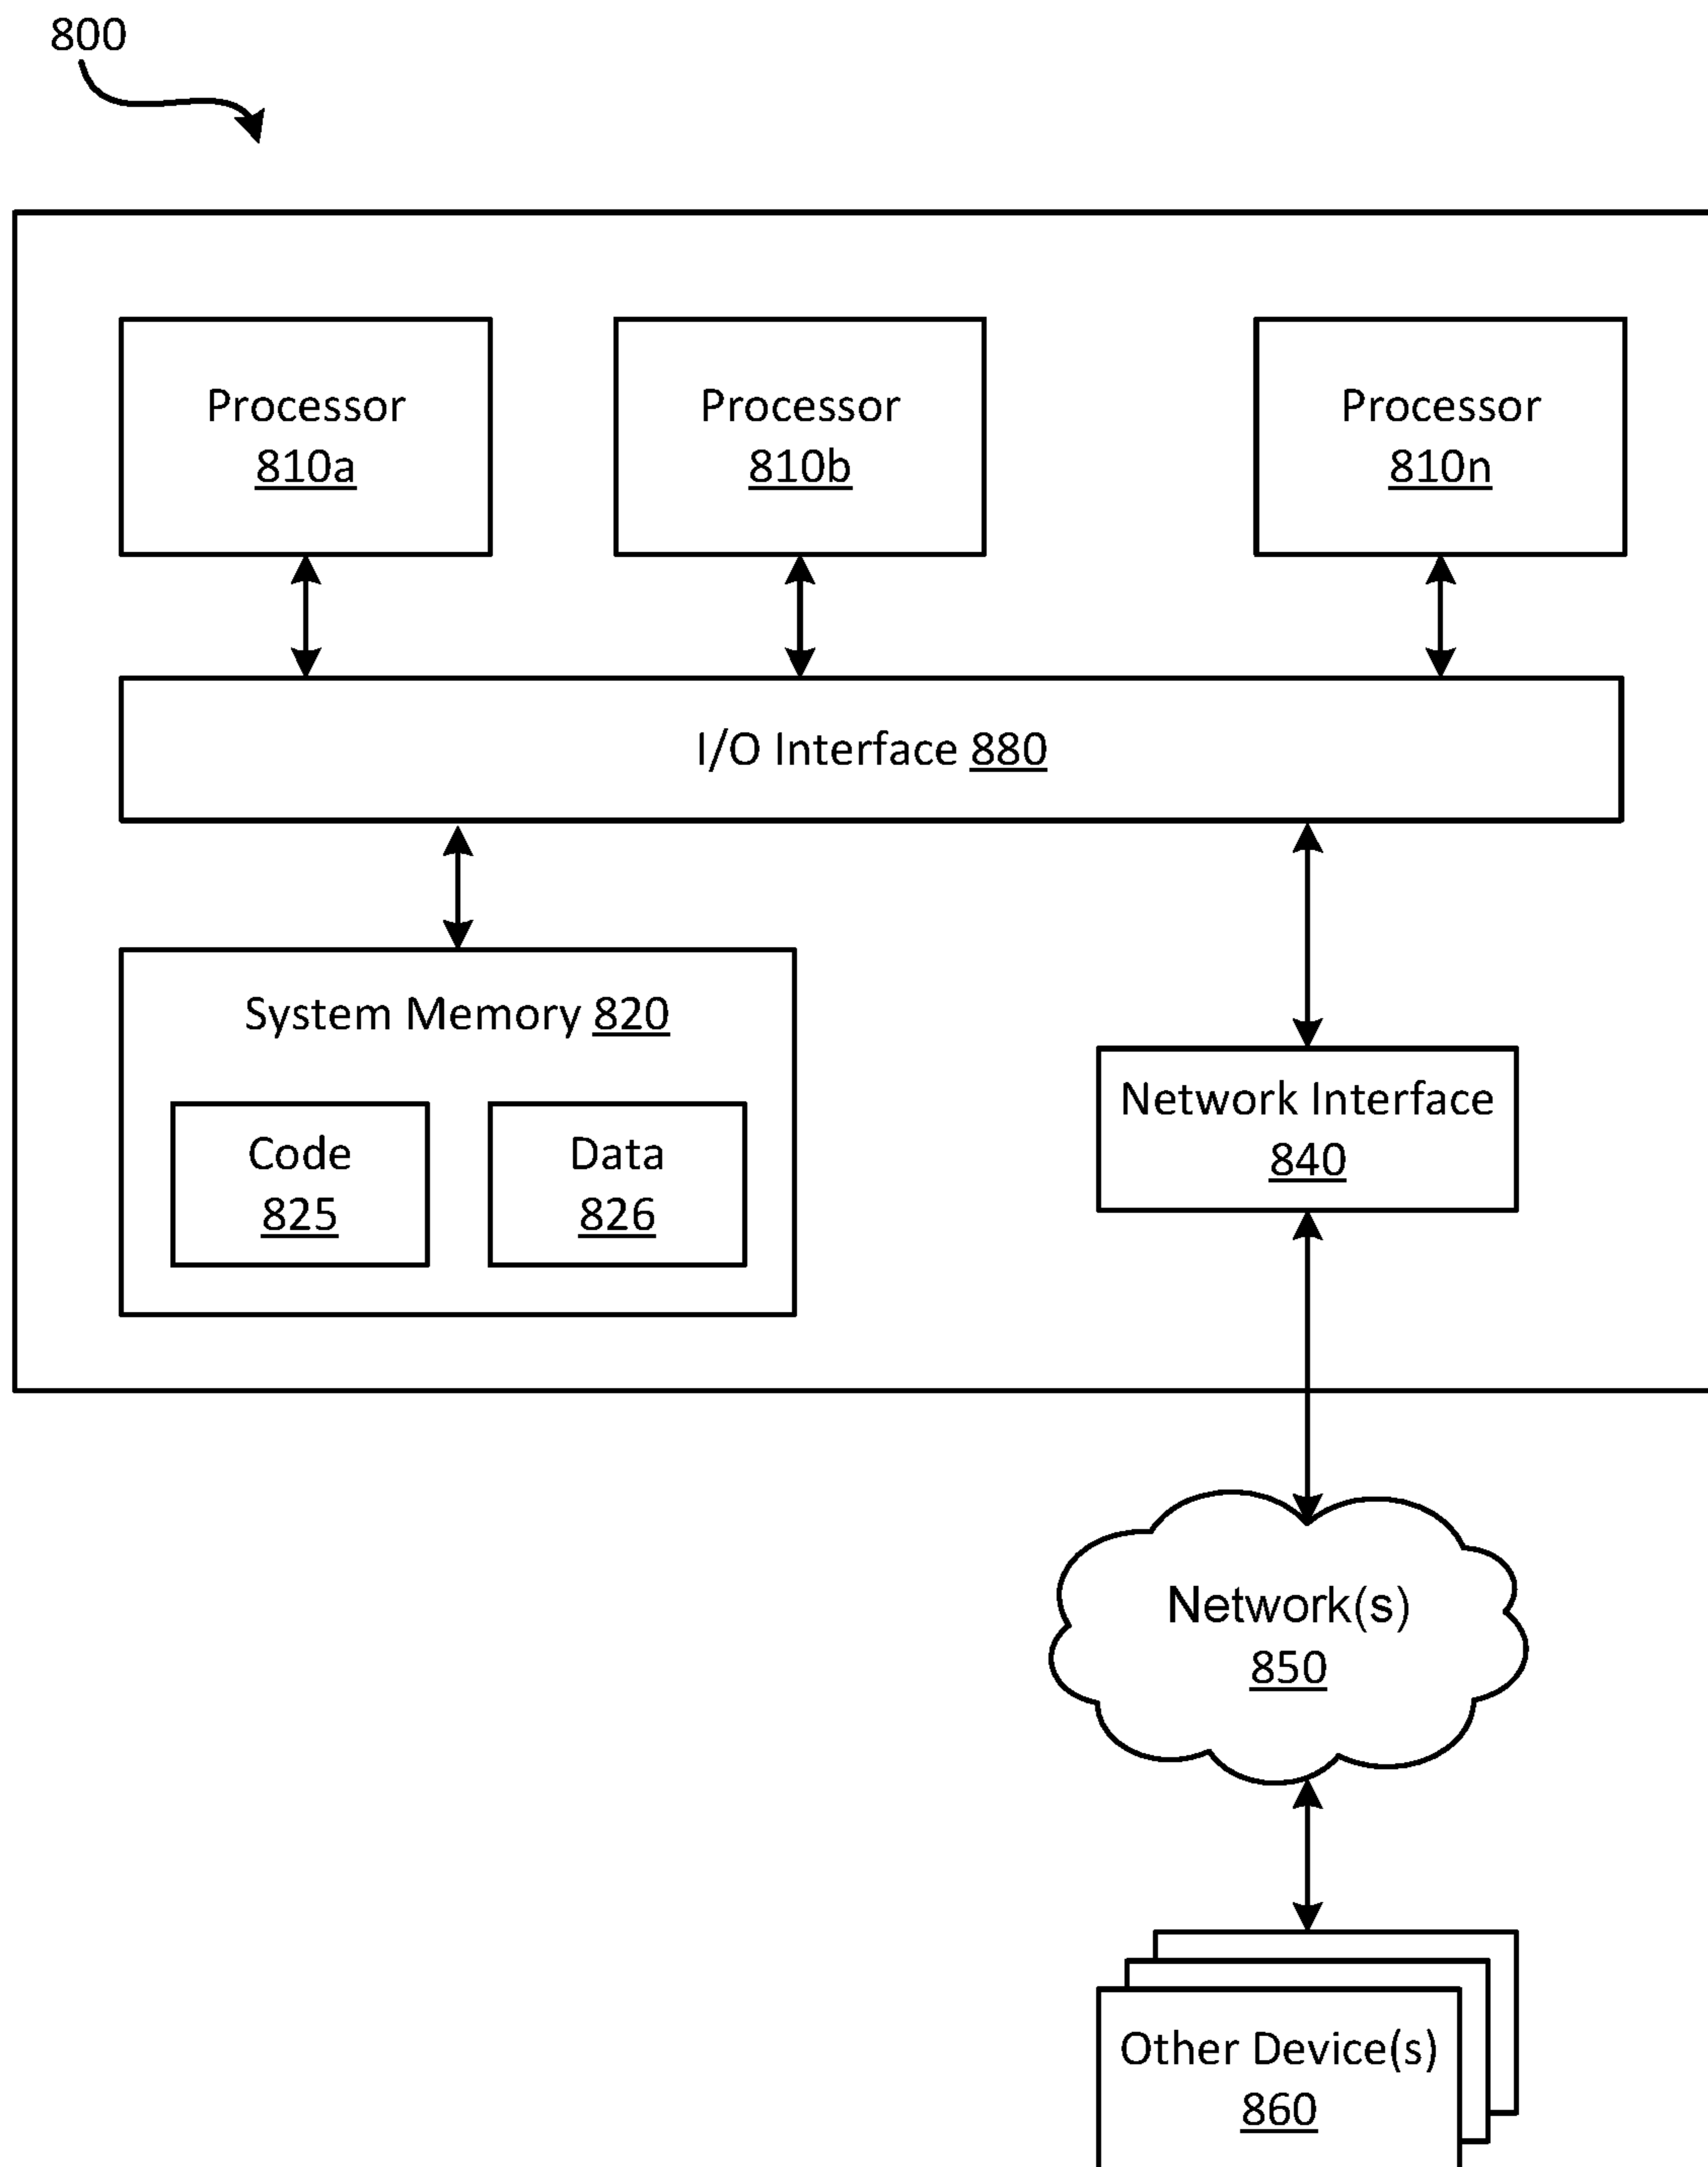 800
Processor
810a
Processor
810b
Processor
810n
I/O Interface 880
System Memory 820
Code
825
Data
826
Network Interface
840
Network(s)
850
Other Device(s)
860